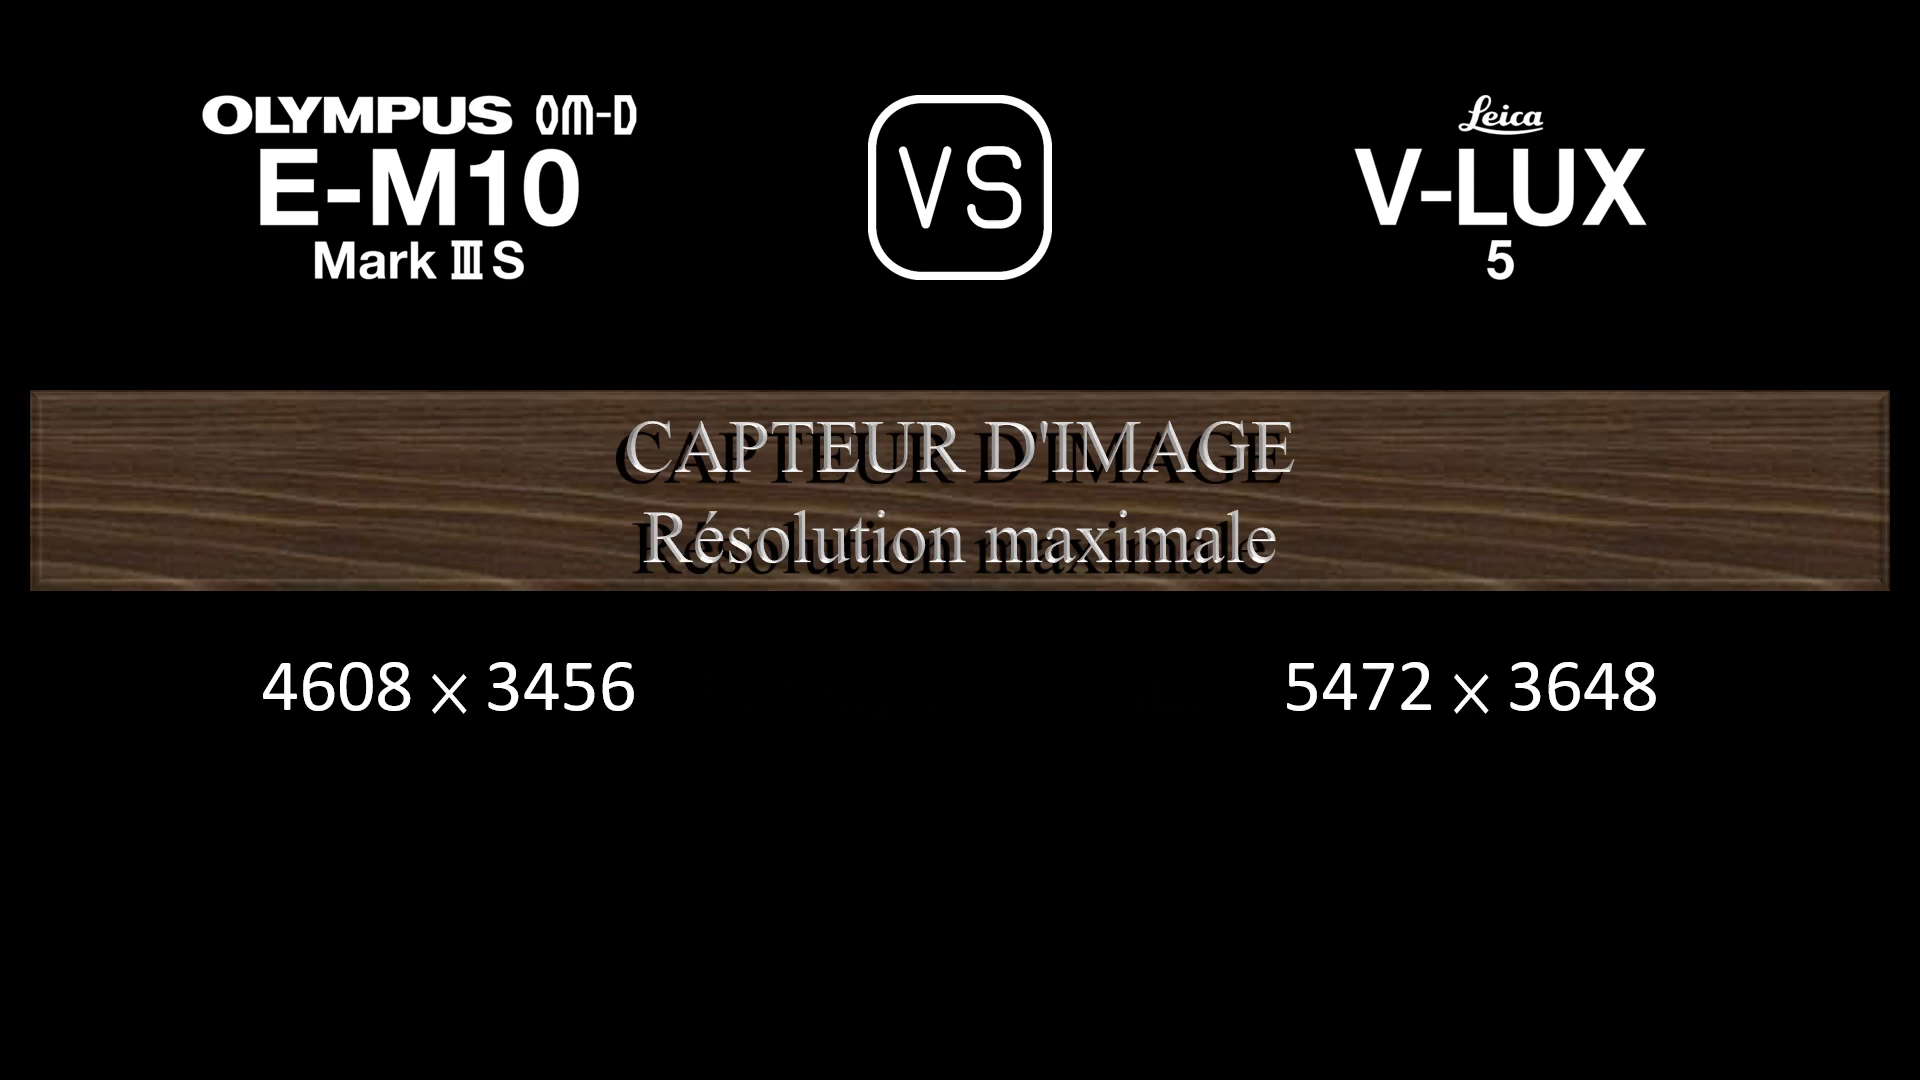 OLYMPUS OM-D
E-M10
Mark III S
VS
Leica
V-LUX
5
CAPTEUR D'IMAGE
Résolution maximale
4608 x 3456
5472 x 3648